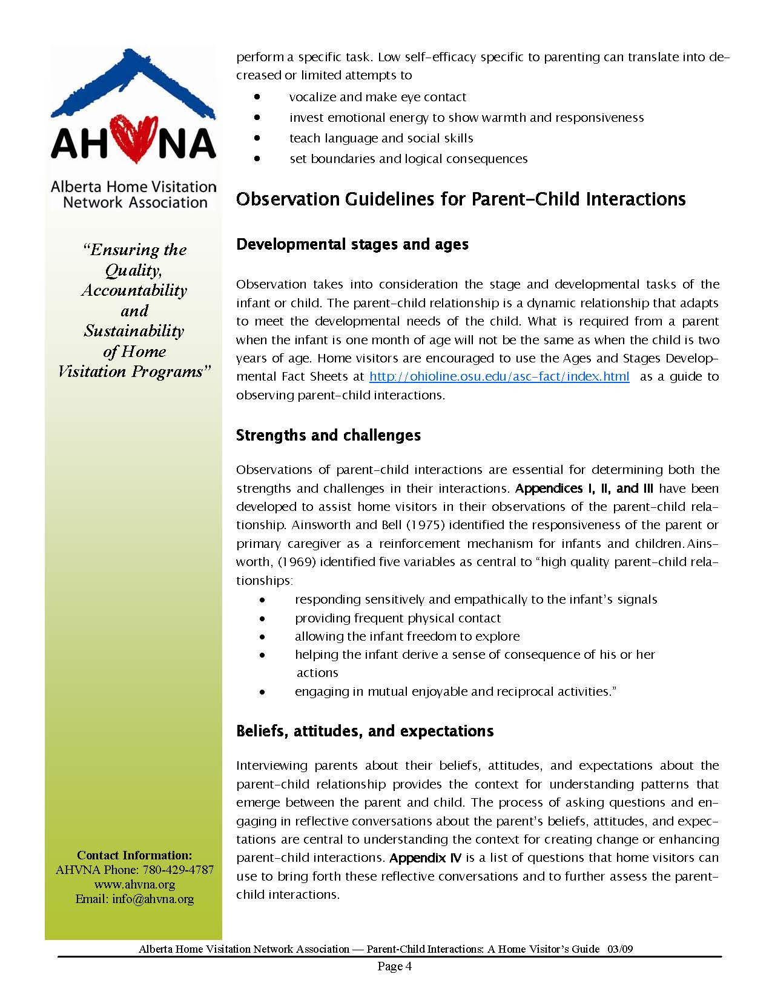 AHVNA
Alberta Home Visitation
Network Association
“Ensuring the
Quality,
Accountability
and
Sustainability
of Home
Visitation Programs”
Contact Information:
AHVNA Phone: 780-429-4787
www.ahvna.org
Email: info@ahvna.org
perform a specific task. Low self-efficacy specific to parenting can translate into de-
creased or limited attempts to
• vocalize and make eye contact
• invest emotional energy to show warmth and responsiveness
• teach language and social skills
• set boundaries and logical consequences
Observation Guidelines for Parent-Child Interactions
Developmental stages and ages
Observation takes into consideration the stage and developmental tasks of the
infant or child. The parent-child relationship is a dynamic relationship that adapts
to meet the developmental needs of the child. What is required from a parent
when the infant is one month of age will not be the same as when the child is two
years of age. Home visitors are encouraged to use the Ages and Stages Develop-
mental Fact Sheets at http://ohioline.osu.edu/asc-fact/index.html as a guide to
observing parent-child interactions.
Strengths and challenges
Observations of parent-child interactions are essential for determining both the
strengths and challenges in their interactions. Appendices I, II, and III have been
developed to assist home visitors in their observations of the parent-child rela-
tionship. Ainsworth and Bell (1975) identified the responsiveness of the parent or
primary caregiver as a reinforcement mechanism for infants and children. Ains-
worth, (1969) identified five variables as central to “high quality parent-child rela-
tionships:
• responding sensitively and empathically to the infant’s signals
• providing frequent physical contact
• allowing the infant freedom to explore
• helping the infant derive a sense of consequence of his or her
actions
• engaging in mutual enjoyable and reciprocal activities.”
Beliefs, attitudes, and expectations
Interviewing parents about their beliefs, attitudes, and expectations about the
parent-child relationship provides the context for understanding patterns that
emerge between the parent and child. The process of asking questions and en-
gaging in reflective conversations about the parent’s beliefs, attitudes, and expec-
tations are central to understanding the context for creating change or enhancing
parent-child interactions. Appendix IV is a list of questions that home visitors can
use to bring forth these reflective conversations and to further assess the parent-
child interactions.
Alberta Home Visitation Network Association — Parent-Child Interactions: A Home Visitor’s Guide 03/09
Page 4